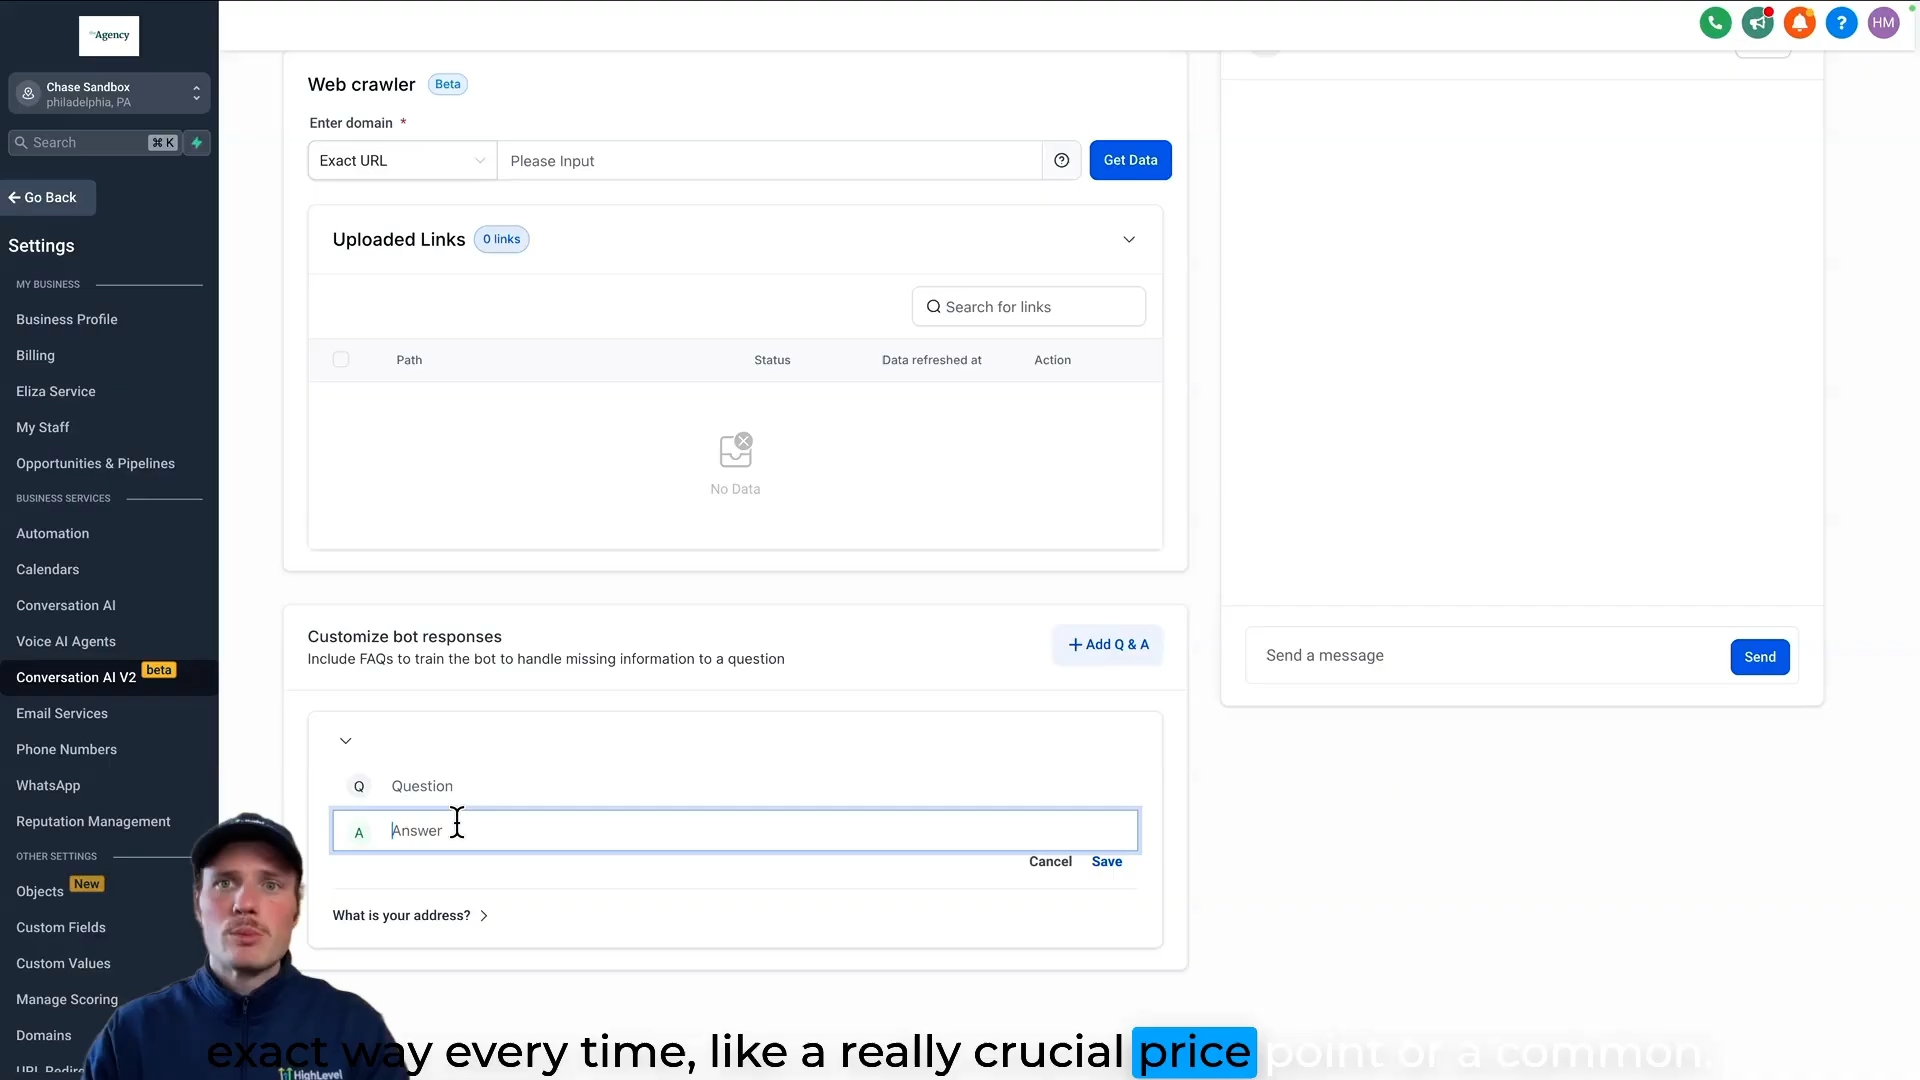 the Agency
Chase Sandbox
philadelphia, PA
Search
⌘ K
Go Back
Settings
MY BUSINESS
Business Profile
Billing
Eliza Service
My Staff
Opportunities & Pipelines
BUSINESS SERVICES
Automation
Calendars
Conversation AI
Voice AI Agents
Conversation AI V2 beta
Email Services
Phone Numbers
WhatsApp
Reputation Management
OTHER SETTINGS
Objects New
Custom Fields
Custom Values
Manage Scoring
Domains
HM
Web crawler Beta
Enter domain *
Exact URL
Please Input
Get Data
Uploaded Links 0 links
Search for links
Path Status Data refreshed at Action
No Data
Customize bot responses
Include FAQs to train the bot to handle missing information to a question
+ Add Q & A
Q Question
A Answer
Cancel Save
What is your address?
Send a message
Send
HighLevel
exact way every time, like a really crucial price point or a common,